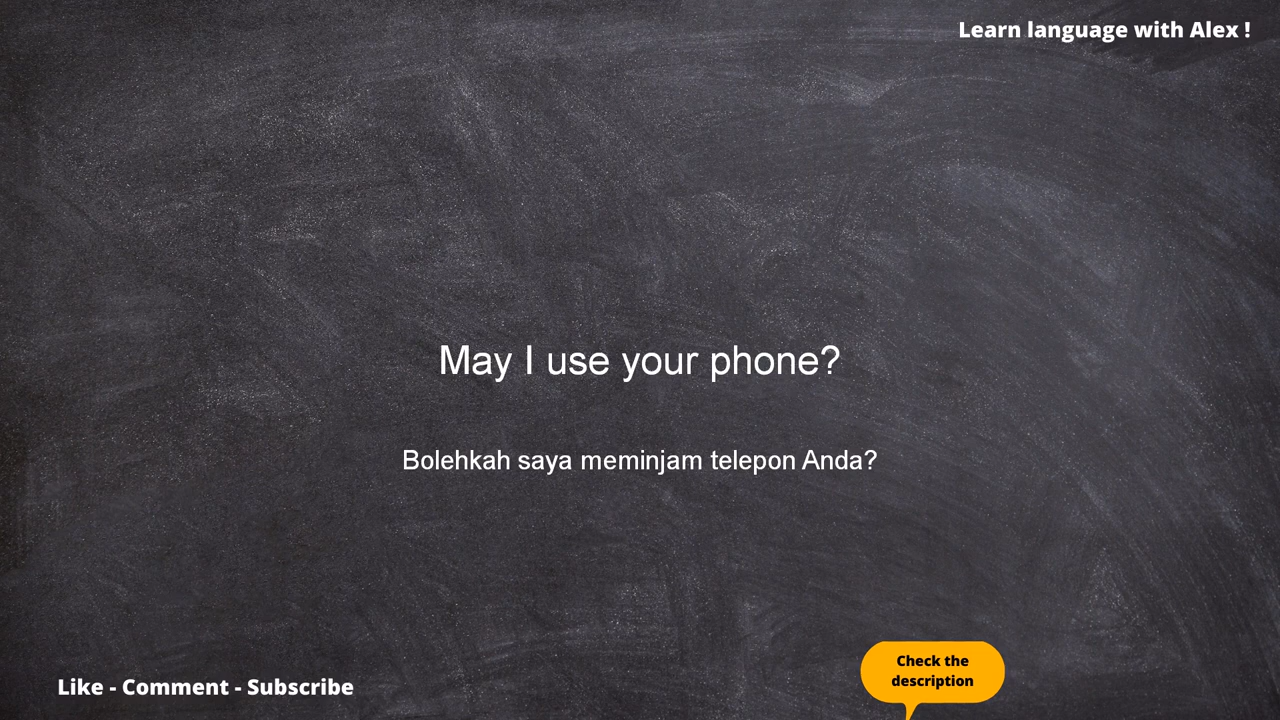 Learn language with Alex !
May I use your phone?
Bolehkah saya meminjam telepon Anda?
Check the
description
Like - Comment - Subscribe